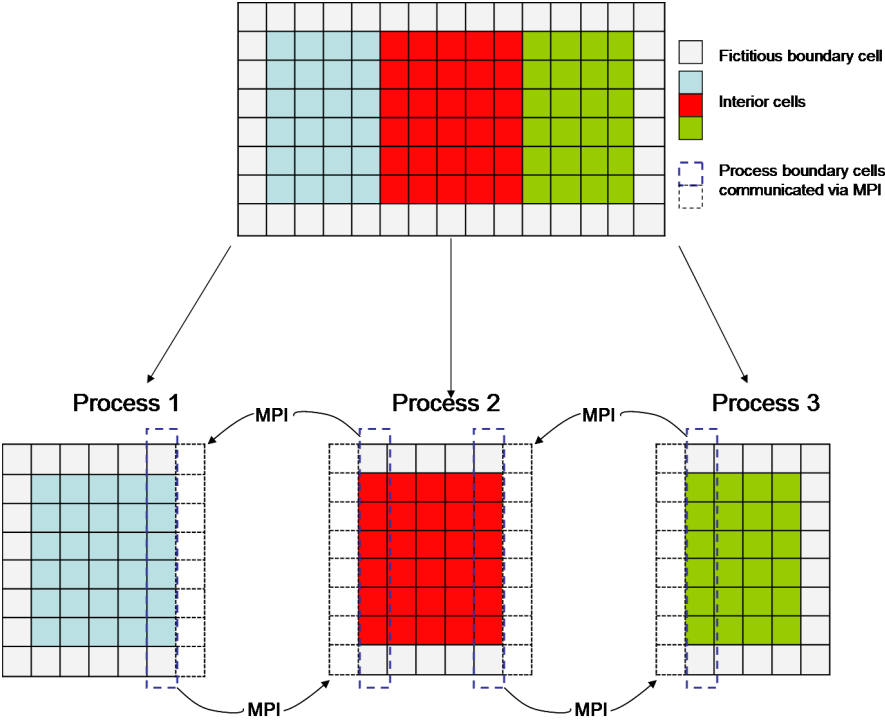 Fictitious boundary cell
Interior cells
Process boundary cells
communicated via MPI
Process 1
MPI
Process 2
MPI
Process 3
MPI
MPI